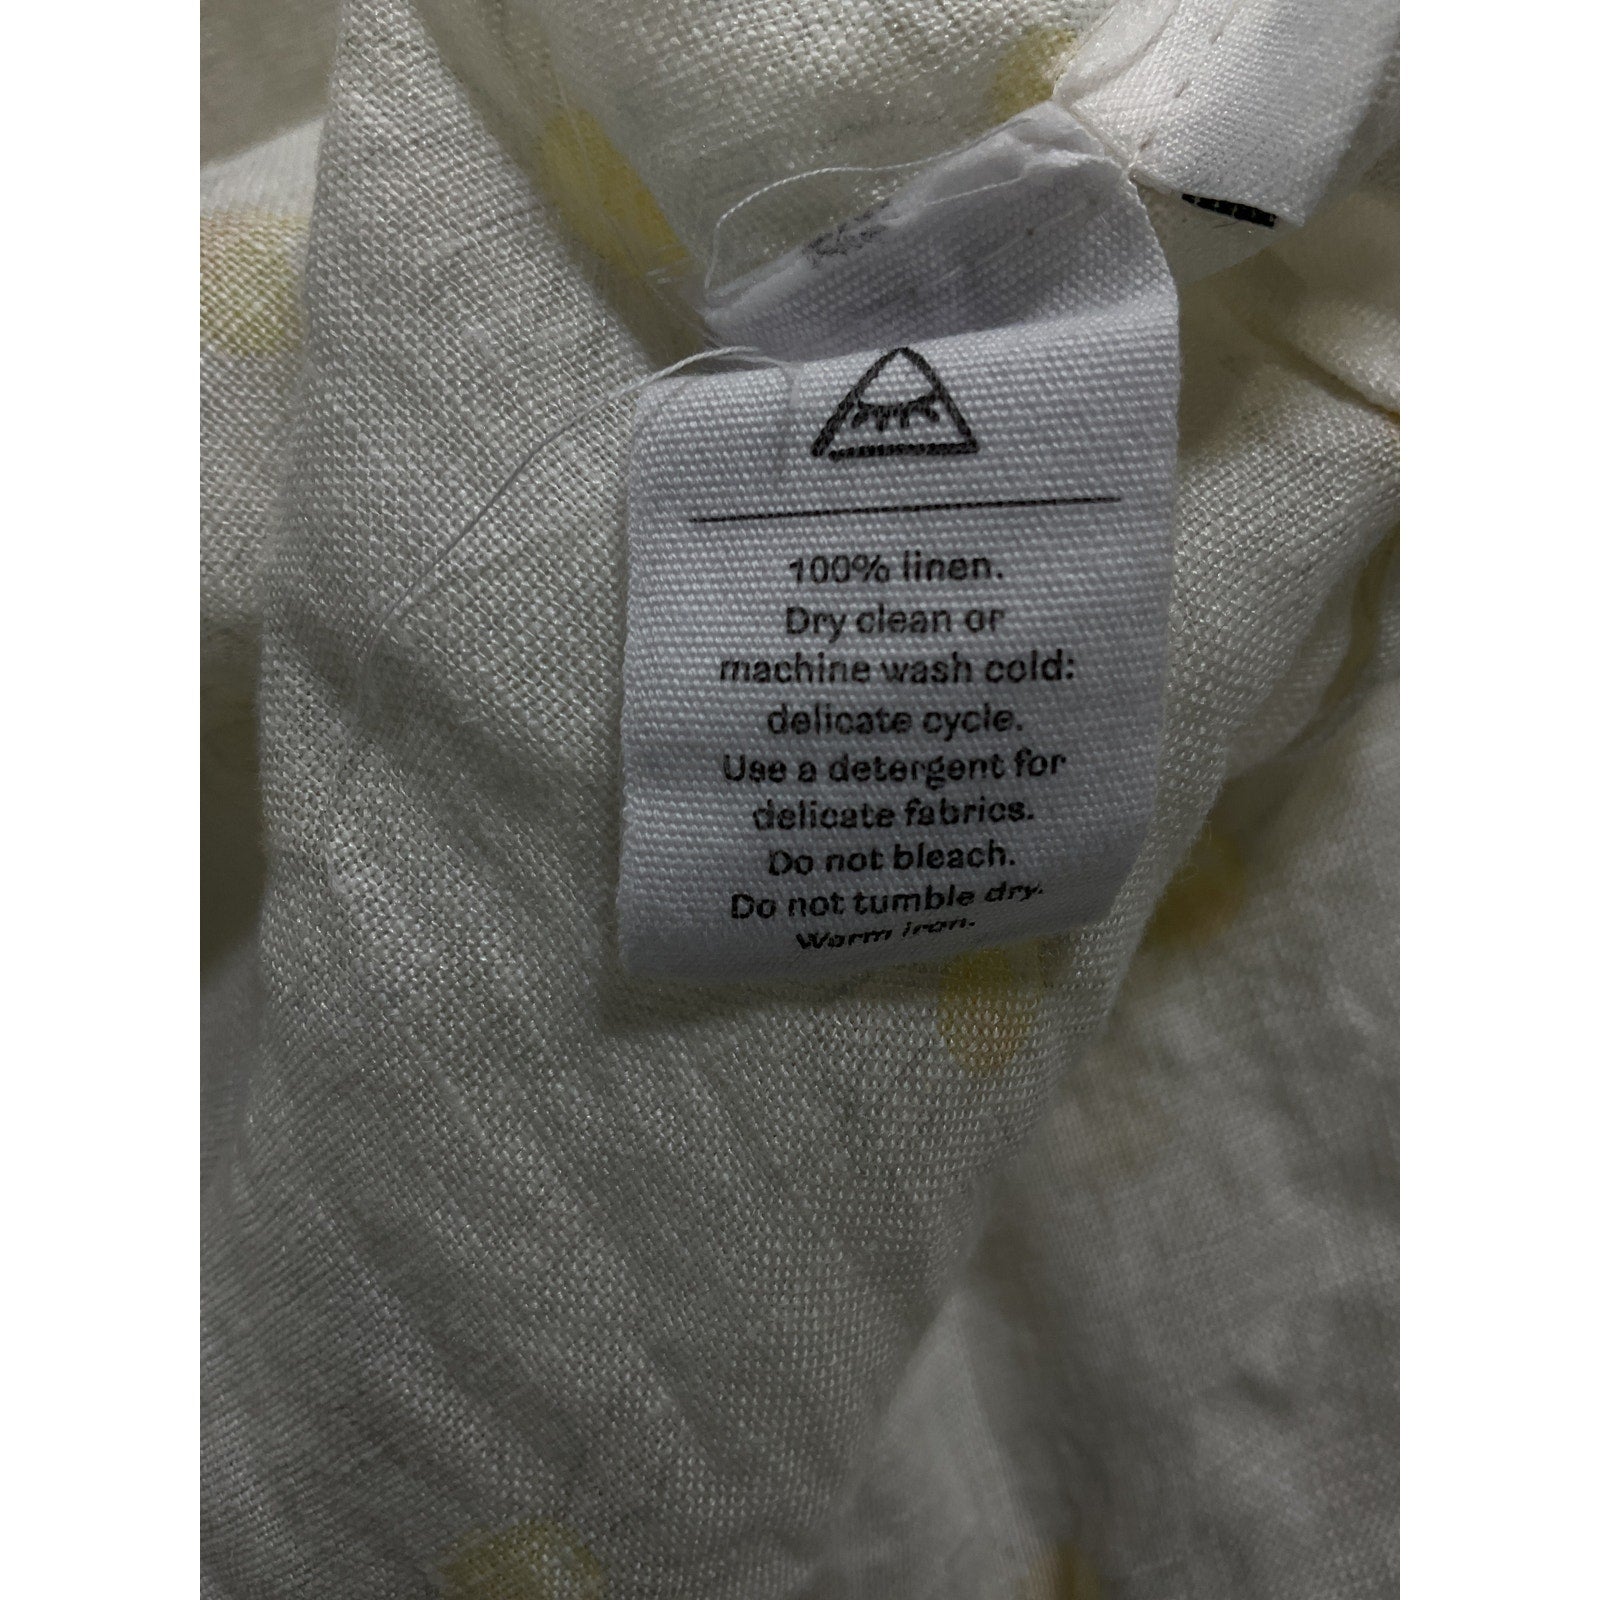 100% linen.
Dry clean or
machine wash cold:
delicate cycle.
Use a detergent for
delicate fabrics.
Do not bleach.
Do not tumble dry.
Warm iron.